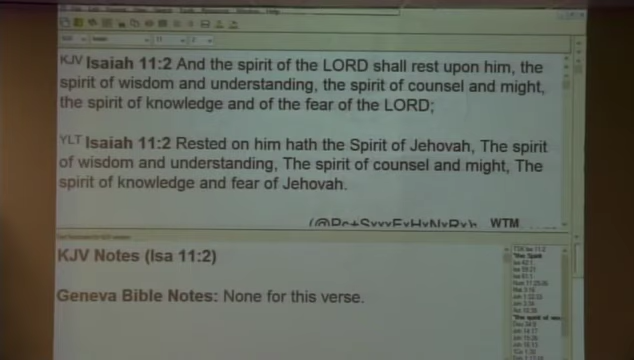 KJV Isaiah 11:2 And the spirit of the LORD shall rest upon him, the
spirit of wisdom and understanding, the spirit of counsel and might,
the spirit of knowledge and of the fear of the LORD;
YLT Isaiah 11:2 Rested on him hath the Spirit of Jehovah, The spirit
of wisdom and understanding, The spirit of counsel and might, The
spirit of knowledge and fear of Jehovah.
WTM
KJV Notes (Isa 11:2)
Geneva Bible Notes: None for this verse.